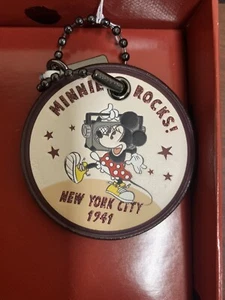 MINNIE ROCKS!
NEW YORK CITY
1941